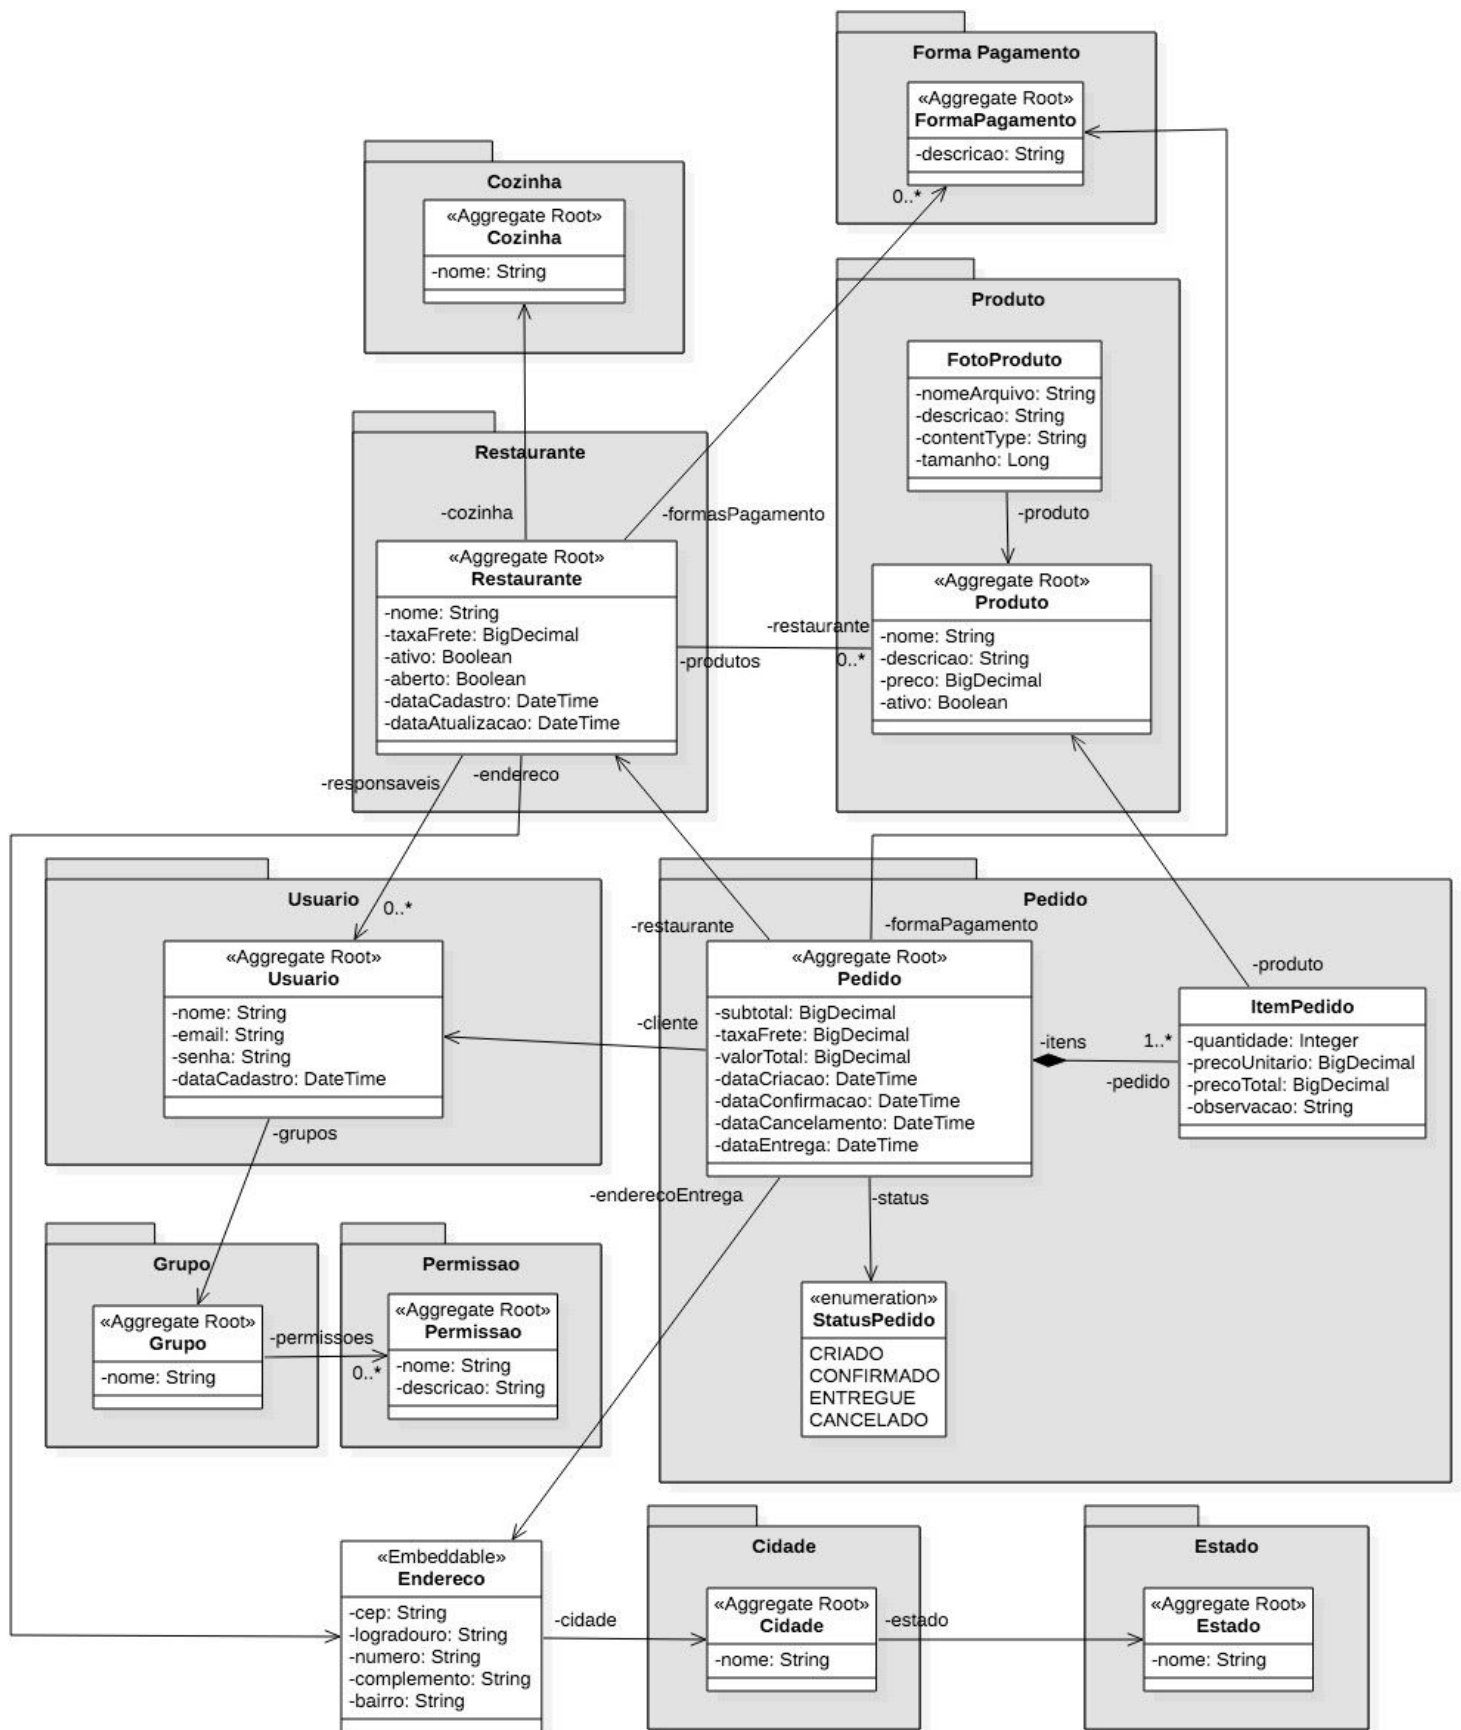 Forma Pagamento
«Aggregate Root»
FormaPagamento
-descricao: String
0..*
Cozinha
«Aggregate Root»
Cozinha
-nome: String
Produto
FotoProduto
-nomeArquivo: String
-descricao: String
-contentType: String
-tamanho: Long
-produto
Restaurante
-cozinha
-formasPagamento
«Aggregate Root»
Restaurante
-nome: String
-taxaFrete: BigDecimal
-ativo: Boolean
-aberto: Boolean
-dataCadastro: DateTime
-dataAtualizacao: DateTime
-restaurante
-produtos
0..*
«Aggregate Root»
Produto
-nome: String
-descricao: String
-preco: BigDecimal
-ativo: Boolean
-responsaveis
-endereco
Usuario
0..*
«Aggregate Root»
Usuario
-nome: String
-email: String
-senha: String
-dataCadastro: DateTime
-grupos
Pedido
-restaurante
-formaPagamento
-cliente
«Aggregate Root»
Pedido
-subtotal: BigDecimal
-taxaFrete: BigDecimal
-valorTotal: BigDecimal
-dataCriacao: DateTime
-dataConfirmacao: DateTime
-dataCancelamento: DateTime
-dataEntrega: DateTime
-itens
1..*
-pedido
-produto
ItemPedido
-quantidade: Integer
-precoUnitario: BigDecimal
-precoTotal: BigDecimal
-observacao: String
-enderecoEntrega
-status
«enumeration»
StatusPedido
CRIADO
CONFIRMADO
ENTREGUE
CANCELADO
Grupo
«Aggregate Root»
Grupo
-nome: String
-permissoes
0..*
Permissao
«Aggregate Root»
Permissao
-nome: String
-descricao: String
«Embeddable»
Endereco
-cep: String
-logradouro: String
-numero: String
-complemento: String
-bairro: String
-cidade
Cidade
«Aggregate Root»
Cidade
-nome: String
-estado
Estado
«Aggregate Root»
Estado
-nome: String